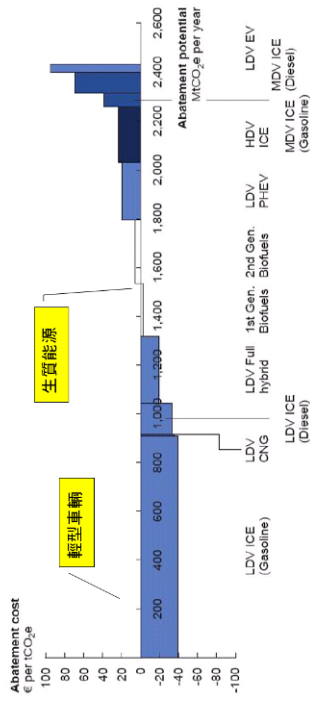 Abatement cost
€ per tCO2e
100
80
60
40
20
0
-20
-40
-60
-80
-100
200
400
600
800
1,000
1,200
1,400
1,600
1,800
2,000
2,200
2,400
2,600
Abatement potential
MtCO2e per year
輕型車輛
生質能源
LDV ICE
(Gasoline)
LDV
CNG
LDV ICE
(Diesel)
LDV Full
hybrid
1st Gen.
Biofuels
2nd Gen.
Biofuels
LDV
PHEV
HDV
ICE
MDV ICE
(Gasoline)
MDV ICE
(Diesel)
LDV EV